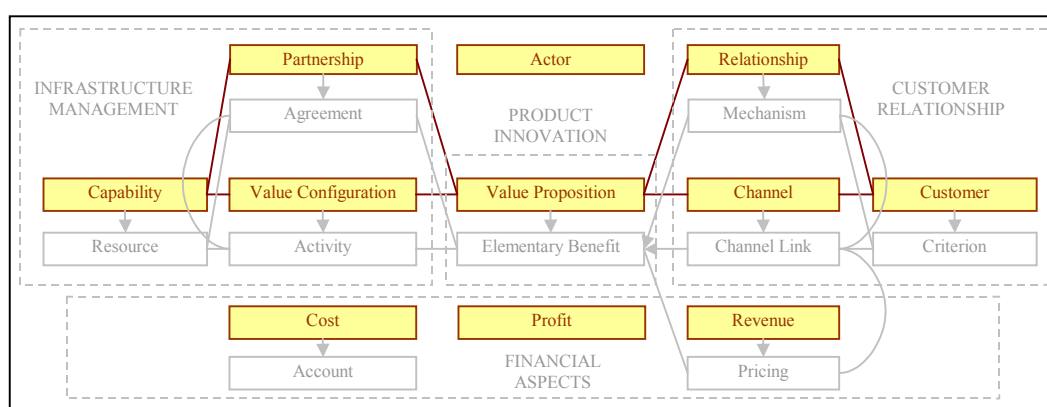 Partnership
Actor
Relationship
INFRASTRUCTURE
MANAGEMENT
CUSTOMER
RELATIONSHIP
Agreement
PRODUCT
INNOVATION
Mechanism
Capability
Value Configuration
Value Proposition
Channel
Customer
Resource
Activity
Elementary Benefit
Channel Link
Criterion
Cost
Profit
Revenue
Account
FINANCIAL
ASPECTS
Pricing